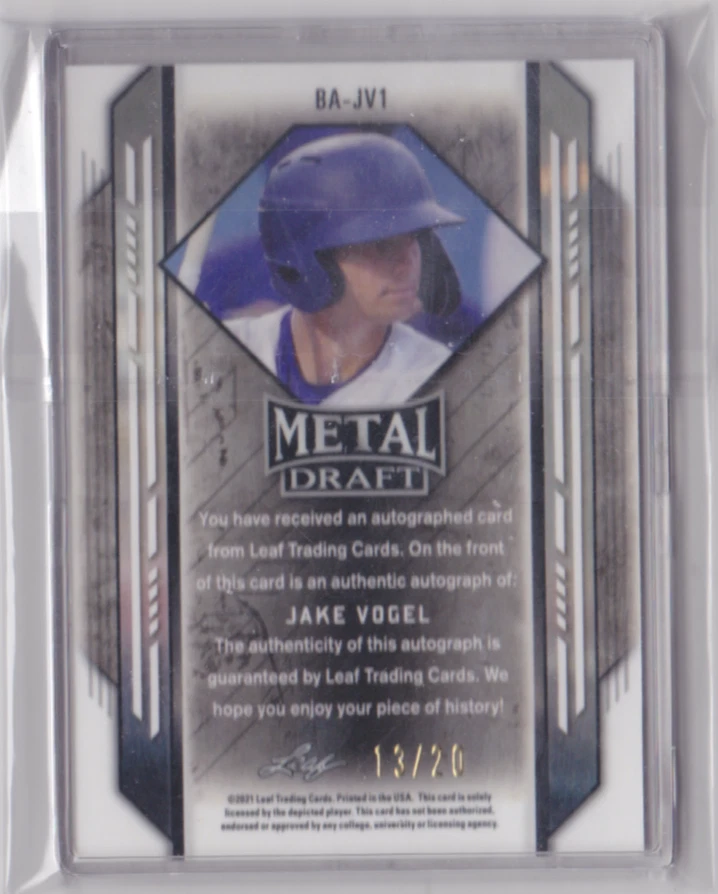 BA-JV1
METAL
DRAFT
You have received an autographed card
from Leaf Trading Cards. On the front
of this card is an authentic autograph of:
JAKE VOGEL
The authenticity of this autograph is
guaranteed by Leaf Trading Cards. We
hope you enjoy your piece of history!
Leaf 13/20
©2021 Leaf Trading Cards. Printed in the USA. This card is solely
licensed by the depicted player. This card has not been authorized,
endorsed or approved by any college, university or licensing agency.